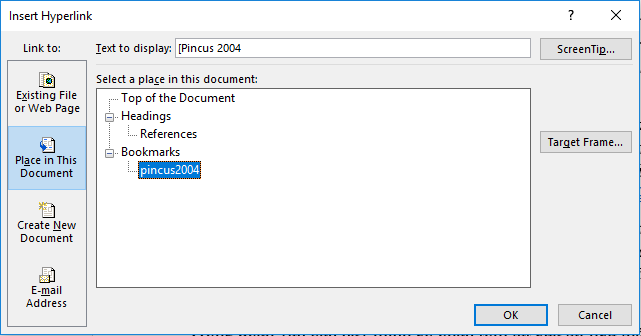 Insert Hyperlink
? ×
Link to:
Text to display: [Pincus 2004
ScreenTip...
Select a place in this document:
Existing File
or Web Page
Place in This
Document
Create New
Document
E-mail
Address
Top of the Document
Headings
References
Bookmarks
pincus2004
Target Frame...
OK
Cancel